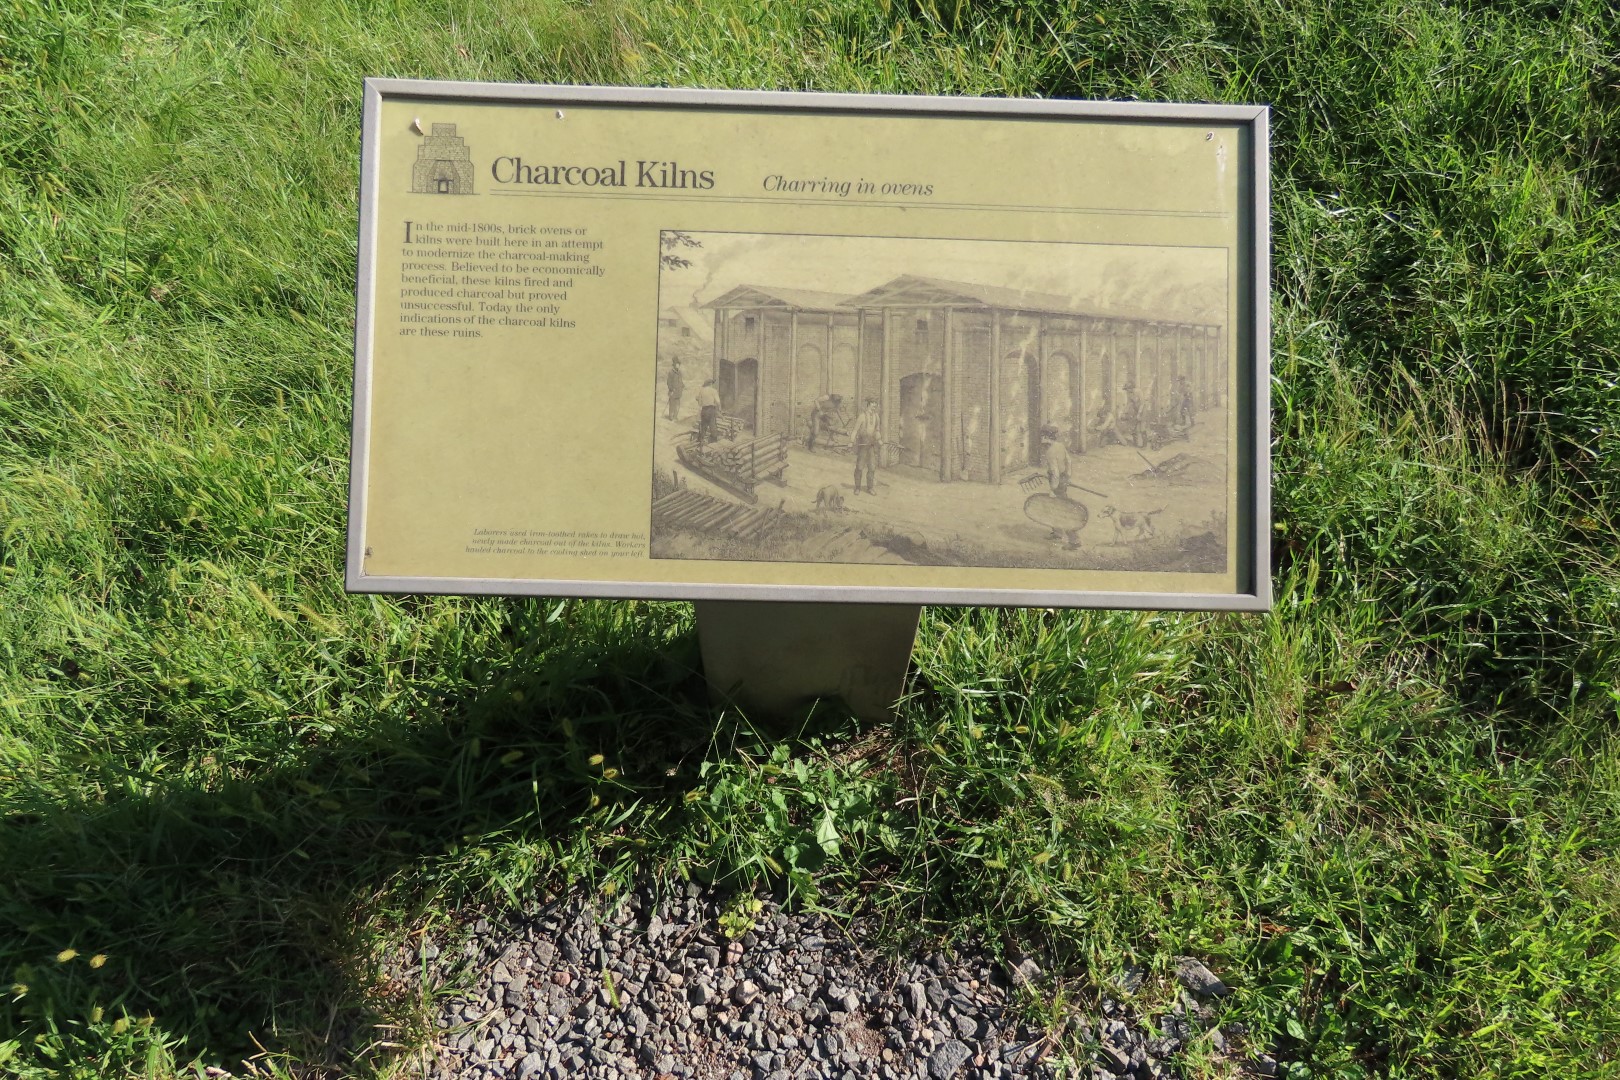 Charcoal Kilns Charring in ovens
In the mid-1800s, brick ovens or
kilns were built here in an attempt
to modernize the charcoal-making
process. Believed to be economically
beneficial, these kilns fired and
produced charcoal but proved
unsuccessful. Today the only
indications of the charcoal kilns
are these ruins.
Laborers used iron-toothed rakes to draw hot,
newly made charcoal out of the kilns. Workers
hauled charcoal to the cooling shed on your left.